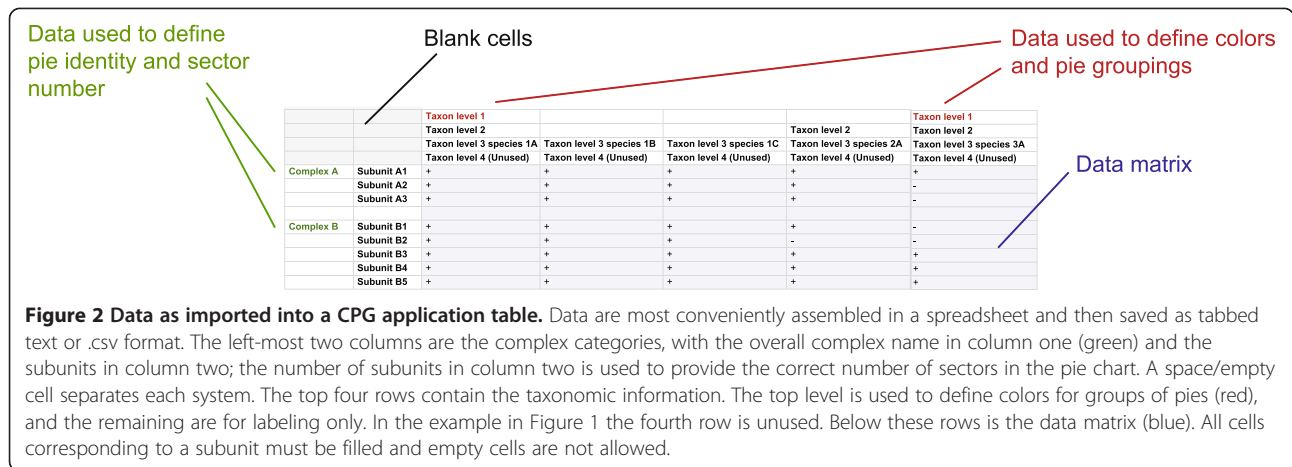 Data used to define
pie identity and sector
number
Blank cells
Data used to define colors
and pie groupings
Data matrix
Taxon level 1 Taxon level 1
Taxon level 2 Taxon level 2 Taxon level 2
Taxon level 3 species 1A Taxon level 3 species 1B Taxon level 3 species 1C Taxon level 3 species 2A Taxon level 3 species 3A
Taxon level 4 (Unused) Taxon level 4 (Unused) Taxon level 4 (Unused) Taxon level 4 (Unused) Taxon level 4 (Unused)
Complex A Subunit A1 + + + + +
Subunit A2 + + + + -
Subunit A3 + + + + -
Complex B Subunit B1 + + + + -
Subunit B2 + + + - -
Subunit B3 + + + + +
Subunit B4 + + + + +
Subunit B5 + + + + +
Figure 2 Data as imported into a CPG application table. Data are most conveniently assembled in a spreadsheet and then saved as tabbed
text or .csv format. The left-most two columns are the complex categories, with the overall complex name in column one (green) and the
subunits in column two; the number of subunits in column two is used to provide the correct number of sectors in the pie chart. A space/empty
cell separates each system. The top four rows contain the taxonomic information. The top level is used to define colors for groups of pies (red),
and the remaining are for labeling only. In the example in Figure 1 the fourth row is unused. Below these rows is the data matrix (blue). All cells
corresponding to a subunit must be filled and empty cells are not allowed.